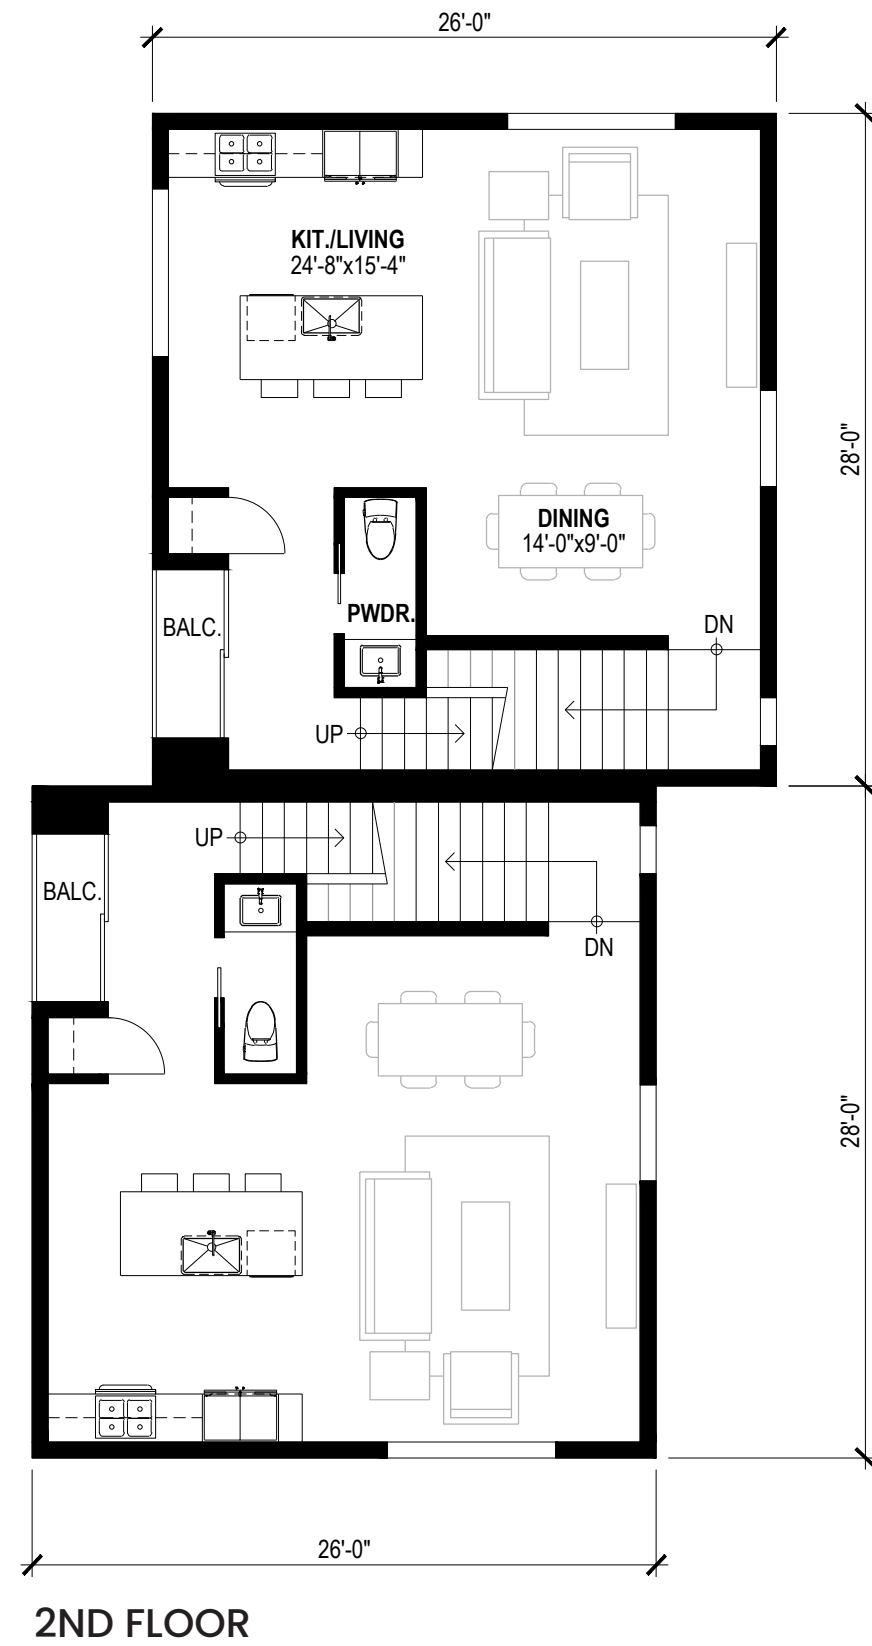 26'-0"
KIT./LIVING
24'-8"x15'-4"
28'-0"
DINING
14'-0"x9'-0"
PWDR.
BALC.
DN
UP
UP
BALC.
DN
28'-0"
26'-0"
2ND FLOOR